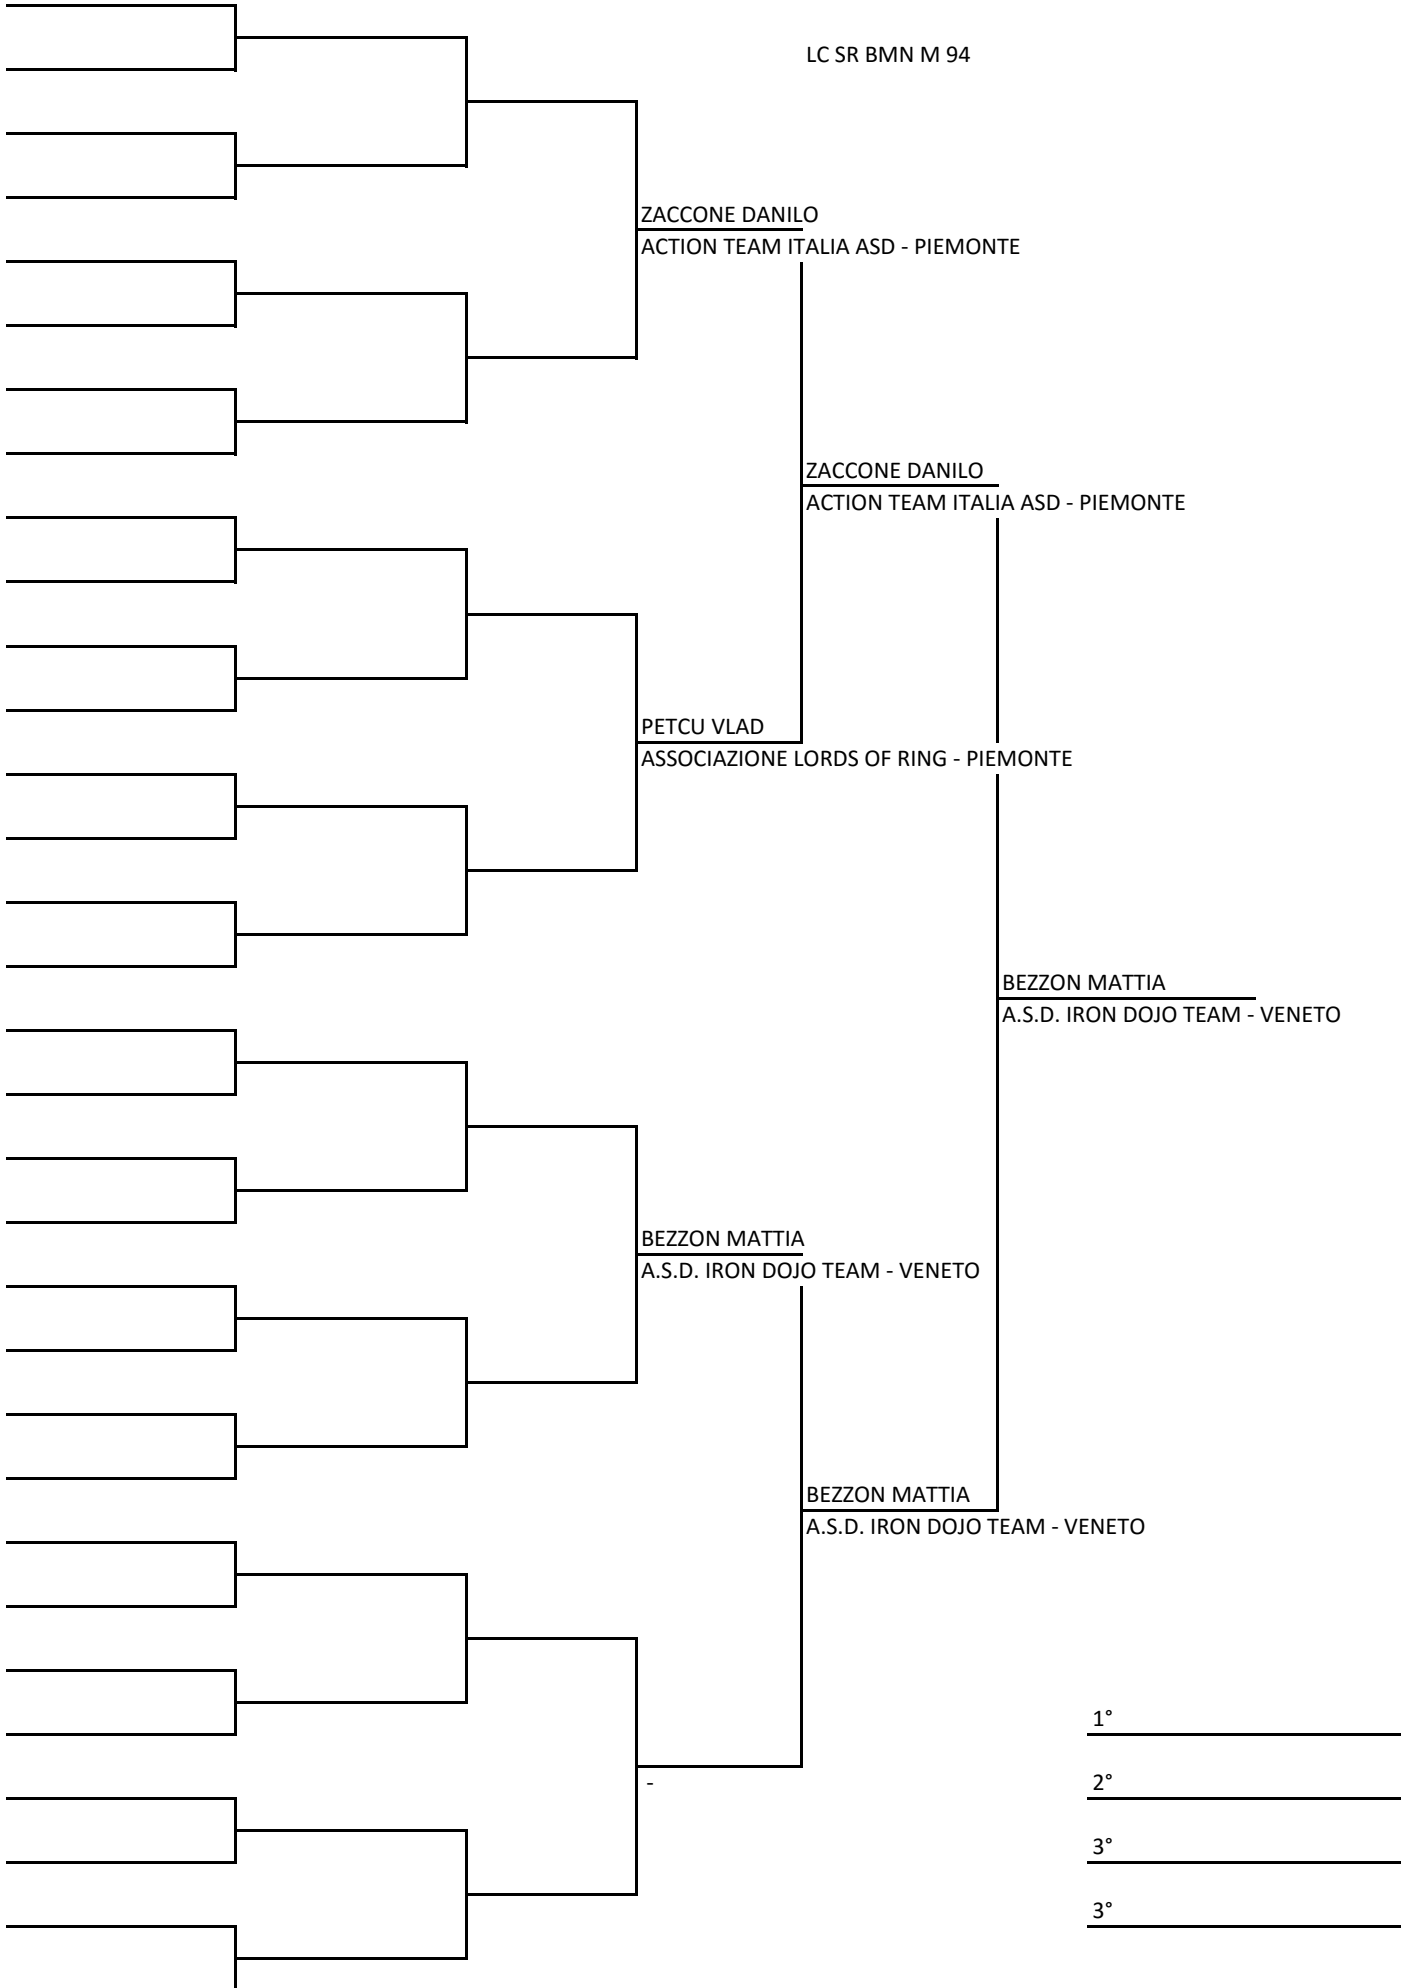 LC SR BMN M 94
ZACCONE DANILO
ACTION TEAM ITALIA ASD - PIEMONTE
ZACCONE DANILO
ACTION TEAM ITALIA ASD - PIEMONTE
PETCU VLAD
ASSOCIAZIONE LORDS OF RING - PIEMONTE
BEZZON MATTIA
A.S.D. IRON DOJO TEAM - VENETO
BEZZON MATTIA
A.S.D. IRON DOJO TEAM - VENETO
BEZZON MATTIA
A.S.D. IRON DOJO TEAM - VENETO
1°
-
2°
3°
3°